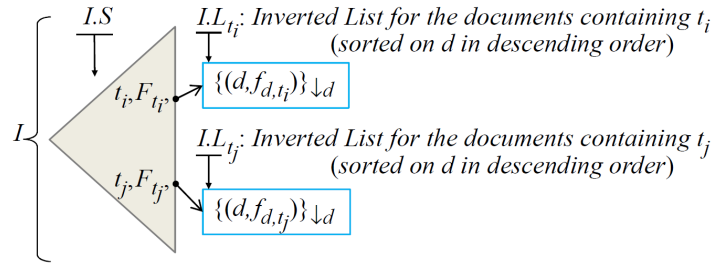 I.S
I.L_{t_i}: Inverted List for the documents containing t_i
(sorted on d in descending order)
t_i,F_{t_i},
{(d,f_{d,t_i})}_{↓d}
I
I.L_{t_j}: Inverted List for the documents containing t_j
(sorted on d in descending order)
t_j,F_{t_j},
{(d,f_{d,t_j})}_{↓d}